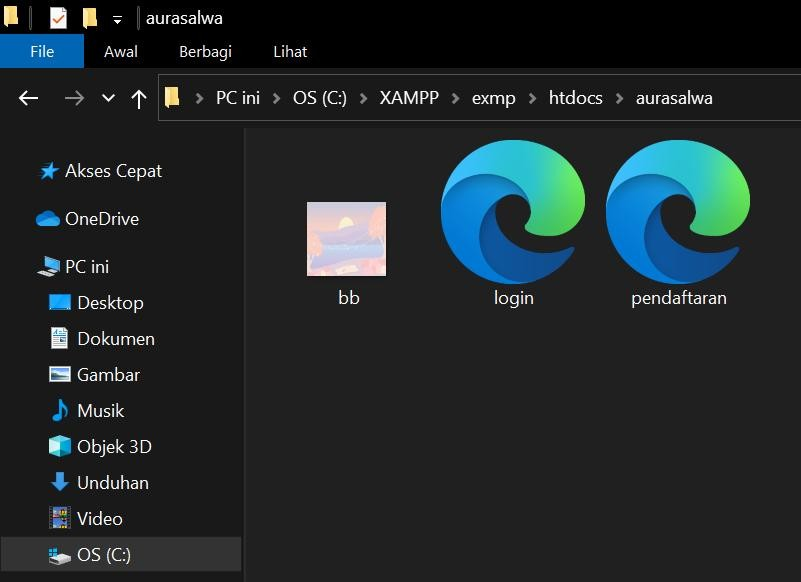 aurasalwa
File Awal Berbagi Lihat
PC ini OS (C:) XAMPP exmp htdocs aurasalwa
Akses Cepat
OneDrive
PC ini
Desktop
Dokumen
Gambar
Musik
Objek 3D
Unduhan
Video
OS (C:)
bb login pendaftaran